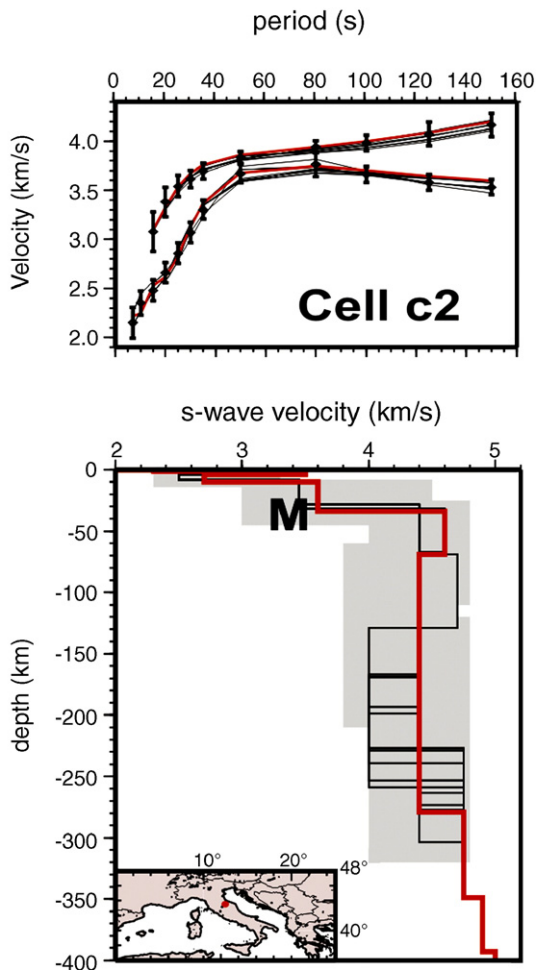 period (s)
0 20 40 60 80 100 120 140 160
Velocity (km/s)
4.0
3.5
3.0
2.5
2.0
Cell c2
s-wave velocity (km/s)
2 3 4 5
depth (km)
0
-50
-100
-150
-200
-250
-300
-350
-400
M
10° 20°
48°
40°